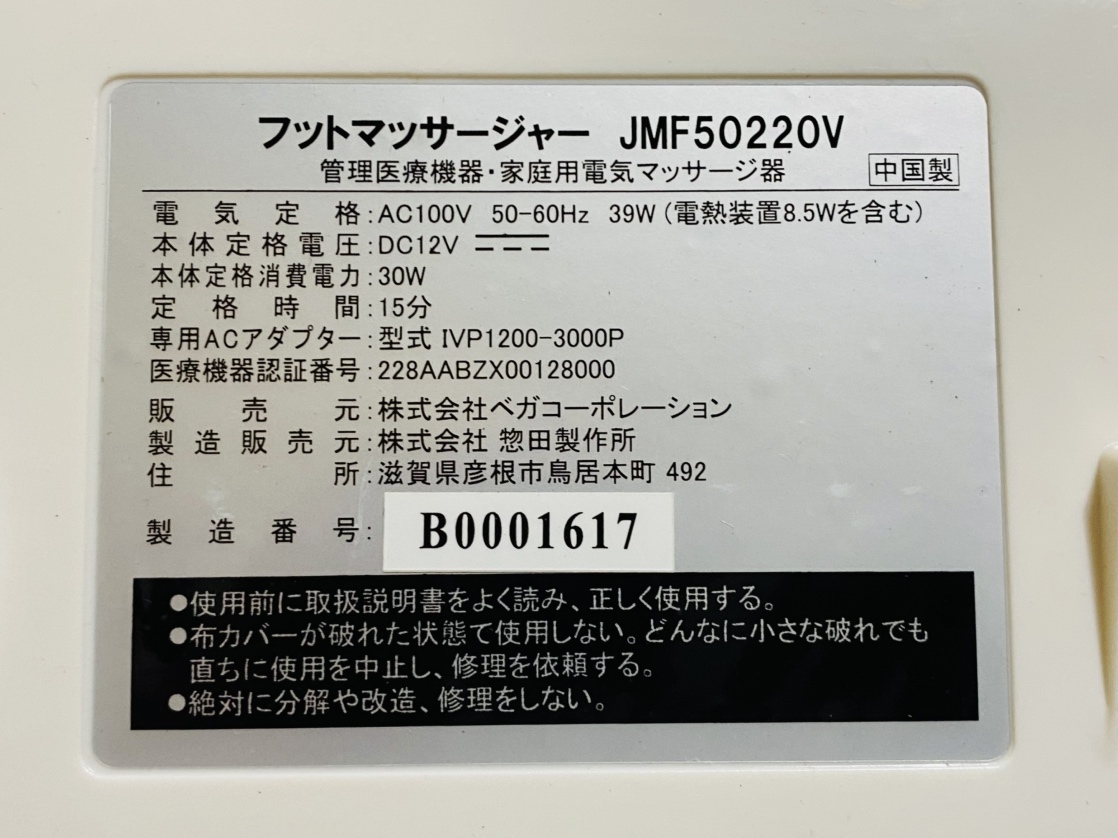 フットマッサージャー JMF50220V
管理医療機器・家庭用電気マッサージ器 中国製
電気定格:AC100V 50-60Hz 39W(電熱装置8.5Wを含む)
本体定格電圧:DC12V
本体定格消費電力:30W
定格時間:15分
専用ACアダプター:型式 IVP1200-3000P
医療機器認証番号:228AABZX00128000
販売元:株式会社ベガコーポレーション
製造販売元:株式会社 惣田製作所
住所:滋賀県彦根市鳥居本町 492
製造番号: B0001617
●使用前に取扱説明書をよく読み、正しく使用する。
●布カバーが破れた状態て使用しない。どんなに小さな破れでも
直ちに使用を中止し、修理を依頼する。
●絶対に分解や改造、修理をしない。